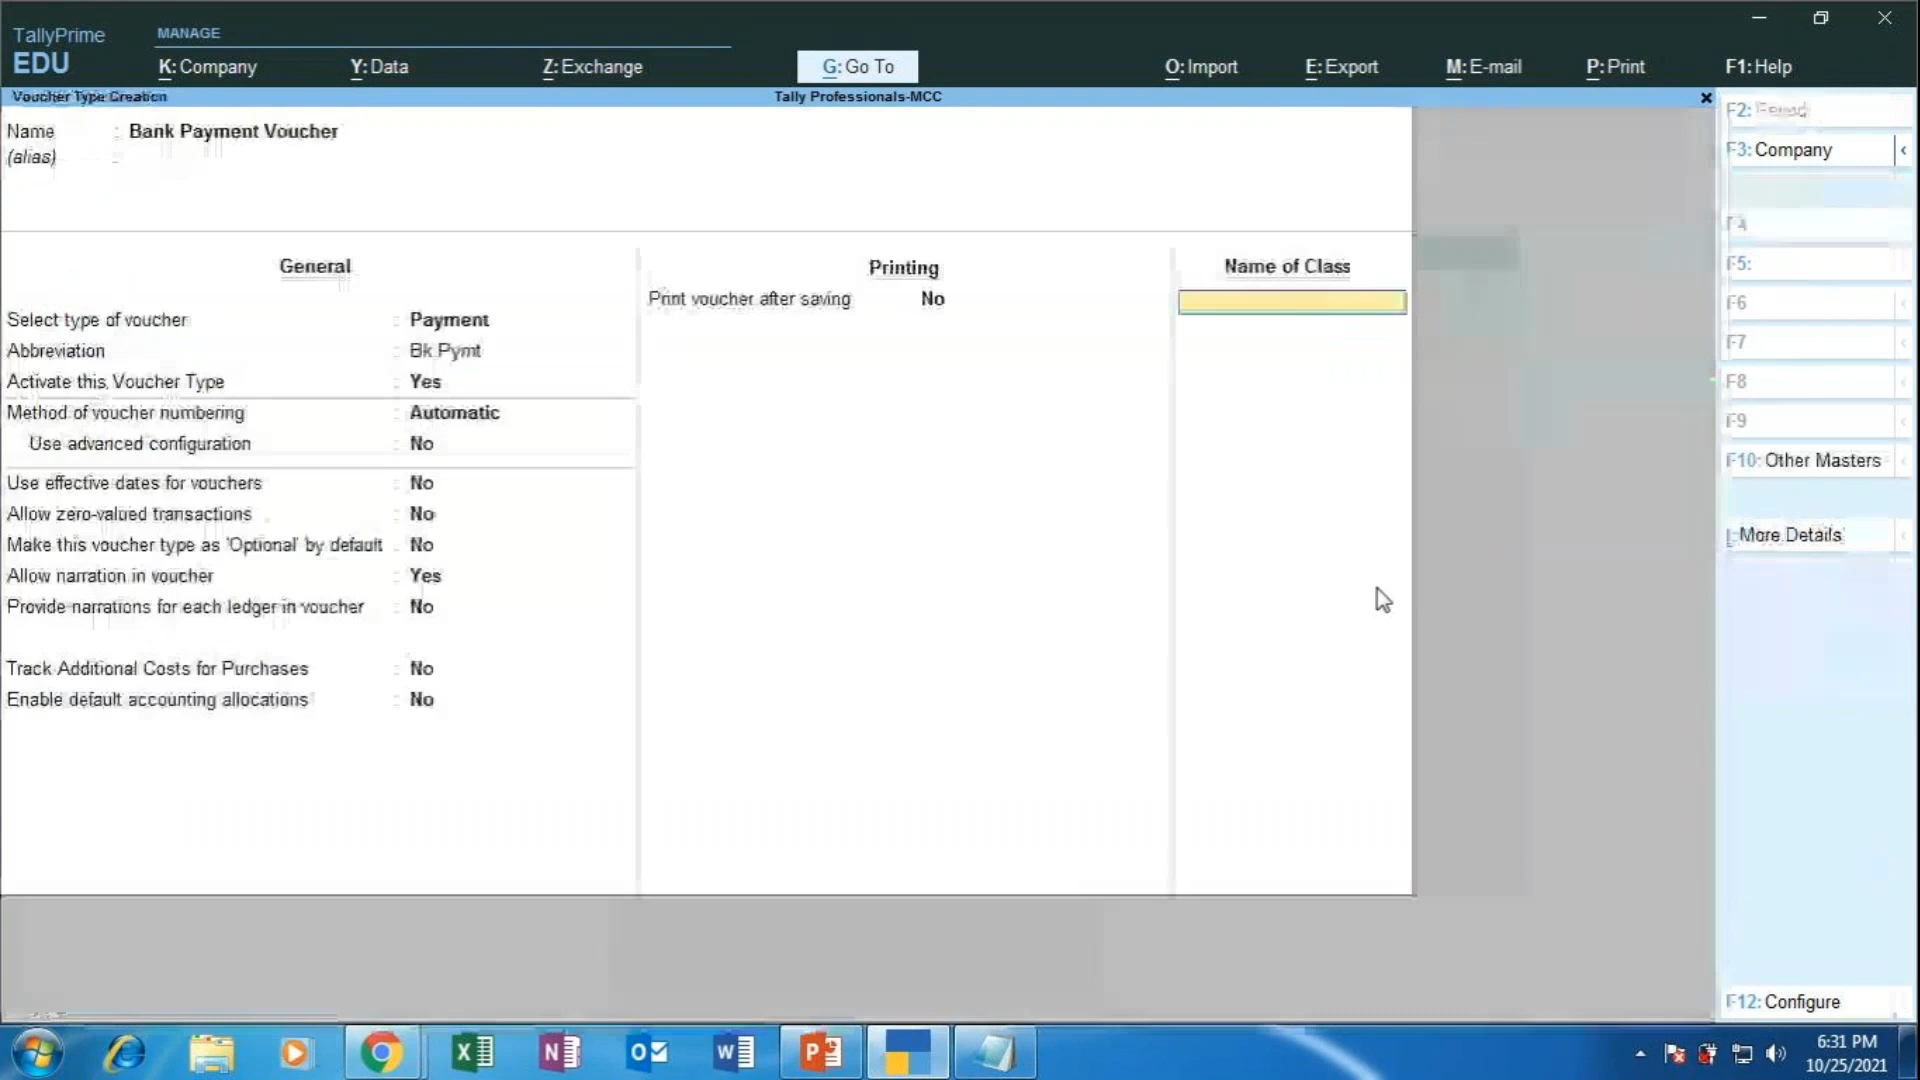 TallyPrime
EDU
MANAGE
K: Company
Y: Data
Z: Exchange
G: Go To
O: Import
E: Export
M: E-mail
P: Print
F1: Help
Voucher Type Creation
Tally Professionals-MCC
Name : Bank Payment Voucher
(alias) :
General
Select type of voucher : Payment
Abbreviation : Bk Pymt
Activate this Voucher Type : Yes
Method of voucher numbering : Automatic
Use advanced configuration : No
Use effective dates for vouchers : No
Allow zero-valued transactions : No
Make this voucher type as 'Optional' by default : No
Allow narration in voucher : Yes
Provide narrations for each ledger in voucher : No
Track Additional Costs for Purchases : No
Enable default accounting allocations : No
Printing
Print voucher after saving No
Name of Class
F2: Period
F3: Company
F4
F5:
F6
F7
F8
F9
F10: Other Masters
More Details
F12: Configure
6:31 PM
10/25/2021